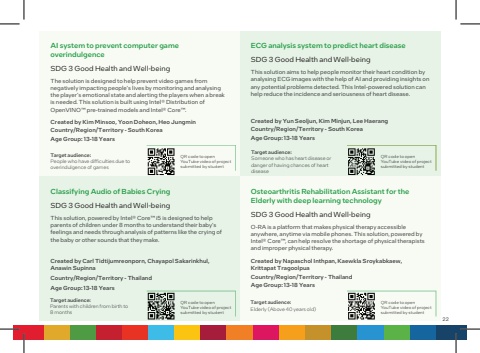 AI system to prevent computer game
overindulgence
SDG 3 Good Health and Well-being
The solution is designed to help prevent video games from
negatively impacting people's lives by monitoring and analysing
the player's emotional state and alerting the players when a break
is needed. This solution is built using Intel® Distribution of
OpenVINO™ pre-trained models and Intel® Core™.
Created by Kim Minsoo, Yoon Doheon, Heo Jungmin
Country/Region/Territory - South Korea
Age Group: 13-18 Years
Target audience:
People who have difficulties due to
overindulgence of games
QR code to open
YouTube video of project
submitted by student
ECG analysis system to predict heart disease
SDG 3 Good Health and Well-being
This solution aims to help people monitor their heart condition by
analysing ECG images with the help of AI and providing insights on
any potential problems detected. This Intel-powered solution can
help reduce the incidence and seriousness of heart disease.
Created by Yun Seoljun, Kim Minjun, Lee Haerang
Country/Region/Territory - South Korea
Age Group: 13-18 Years
Target audience:
Someone who has heart disease or
danger of having chances of heart
disease
QR code to open
YouTube video of project
submitted by student
Classifying Audio of Babies Crying
SDG 3 Good Health and Well-being
This solution, powered by Intel® Core™ i5 is designed to help
parents of children under 8 months to understand their baby's
feelings and needs through analysis of patterns like the crying of
the baby or other sounds that they make.
Created by Carl Tiditjumreonporn, Chayapol Sakarinkhul,
Anawin Supinna
Country/Region/Territory - Thailand
Age Group: 13-18 Years
Target audience:
Parents with children from birth to
8 months
QR code to open
YouTube video of project
submitted by student
Osteoarthritis Rehabilitation Assistant for the
Elderly with deep learning technology
SDG 3 Good Health and Well-being
O-RA is a platform that makes physical therapy accessible
anywhere, anytime via mobile phones. This solution, powered by
Intel® Core™, can help resolve the shortage of physical therapists
and improper physical therapy.
Created by Napaschol Inthpan, Kaewkla Sroykabkaew,
Krittapat Tragoolpua
Country/Region/Territory - Thailand
Age Group: 13-18 Years
Target audience:
Elderly (Above 40 years old)
QR code to open
YouTube video of project
submitted by student
22